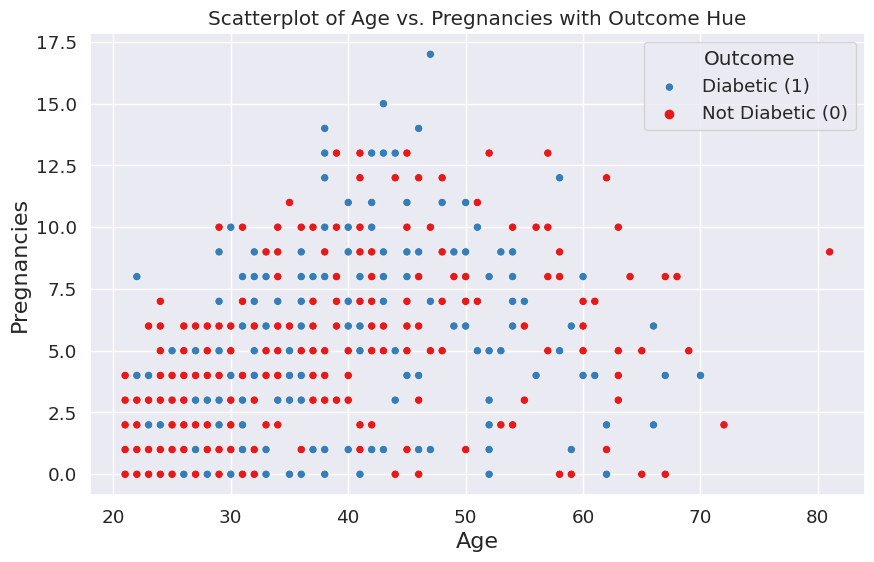 Scatterplot of Age vs. Pregnancies with Outcome Hue
Outcome
Diabetic (1)
Not Diabetic (0)
Pregnancies
17.5
15.0
12.5
10.0
7.5
5.0
2.5
0.0
20
30
40
50
60
70
80
Age